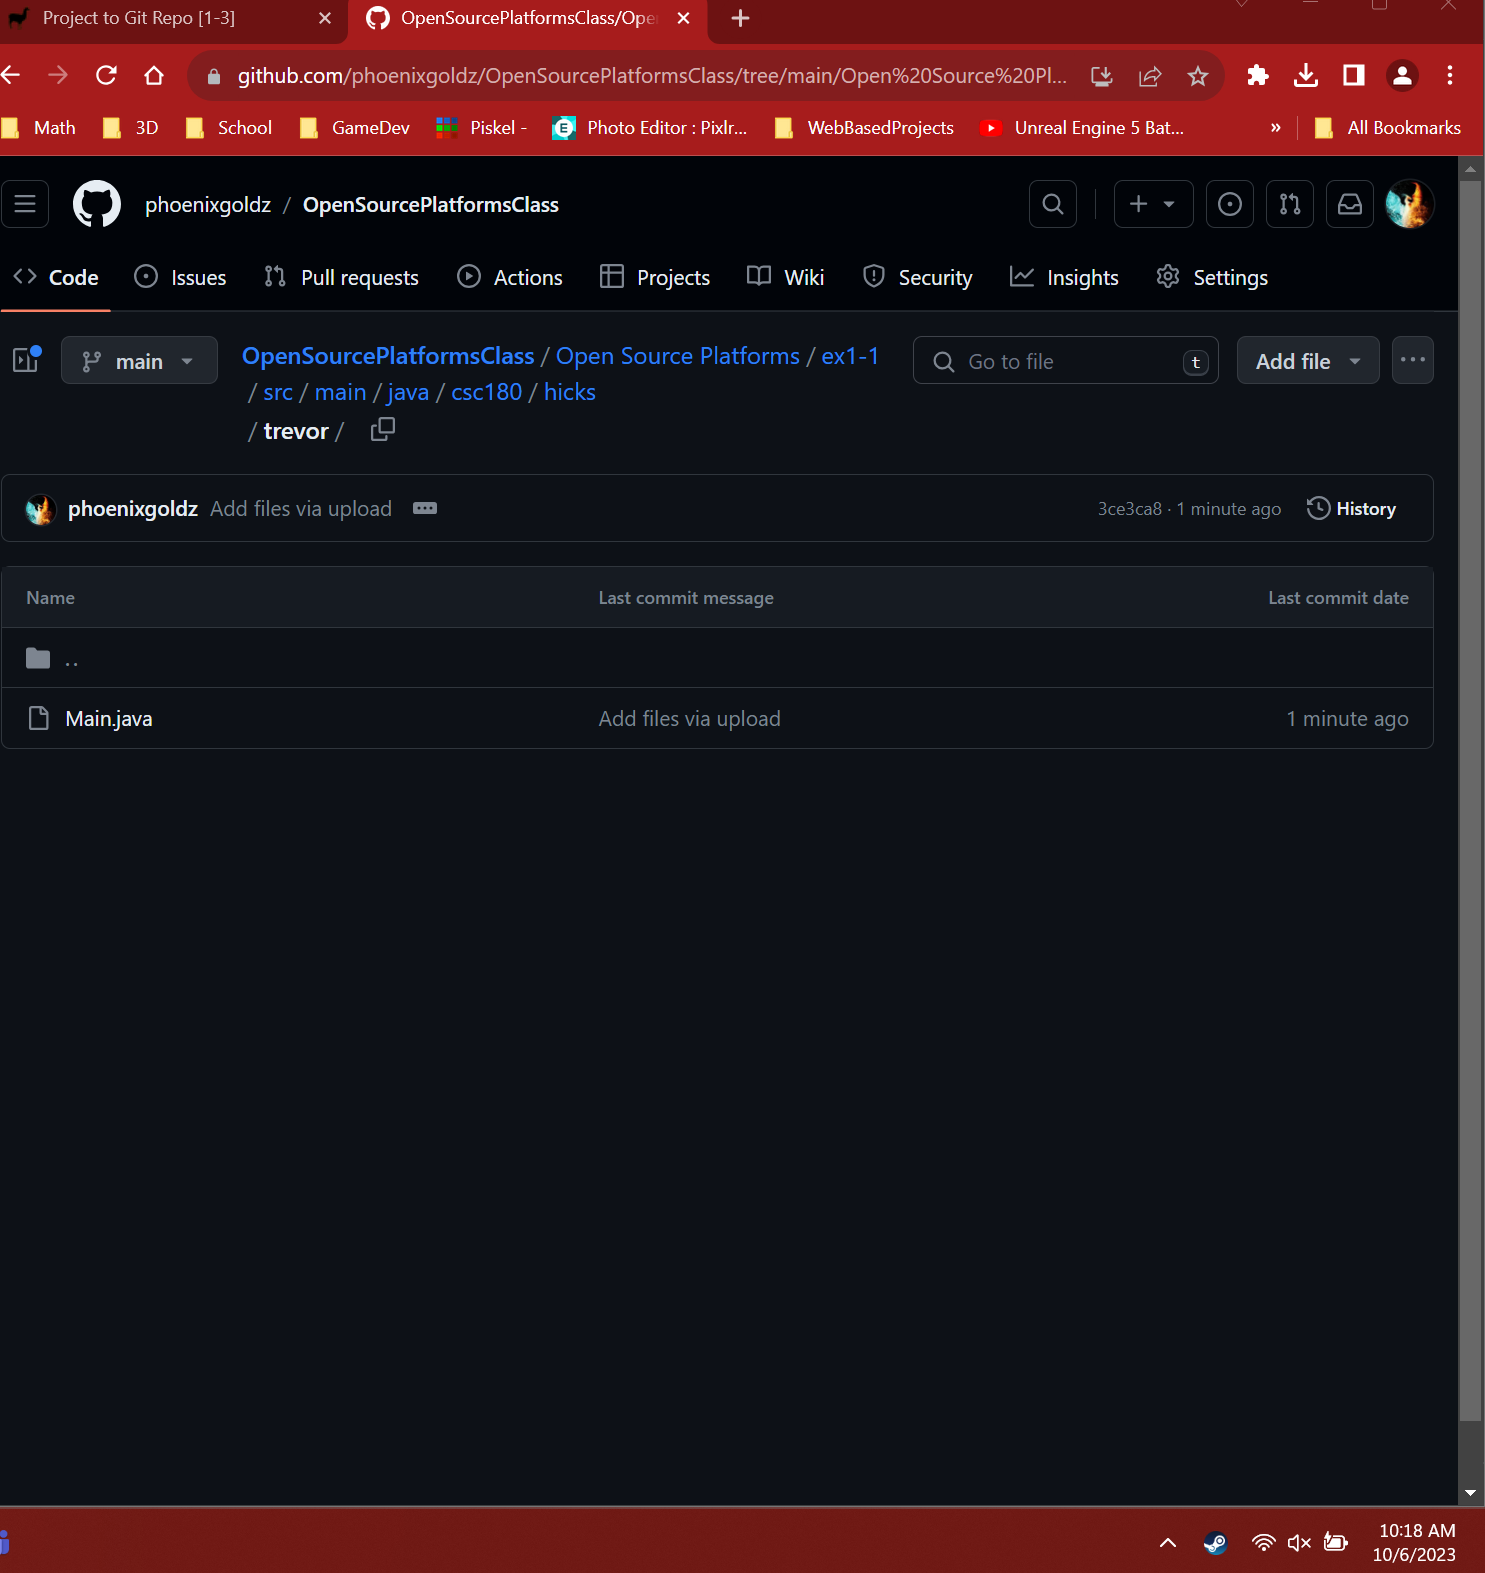 Project to Git Repo [1-3]
OpenSourcePlatformsClass/Ope
github.com/phoenixgoldz/OpenSourcePlatformsClass/tree/main/Open%20Source%20Pl...
Math 3D School GameDev Piskel - Photo Editor : Pixlr... WebBasedProjects Unreal Engine 5 Bat... » All Bookmarks
phoenixgoldz / OpenSourcePlatformsClass
Code Issues Pull requests Actions Projects Wiki Security Insights Settings
main OpenSourcePlatformsClass / Open Source Platforms / ex1-1 Go to file t Add file
/ src / main / java / csc180 / hicks
/ trevor /
phoenixgoldz Add files via upload 3ce3ca8 · 1 minute ago History
Name Last commit message Last commit date
..
Main.java Add files via upload 1 minute ago
10:18 AM
10/6/2023